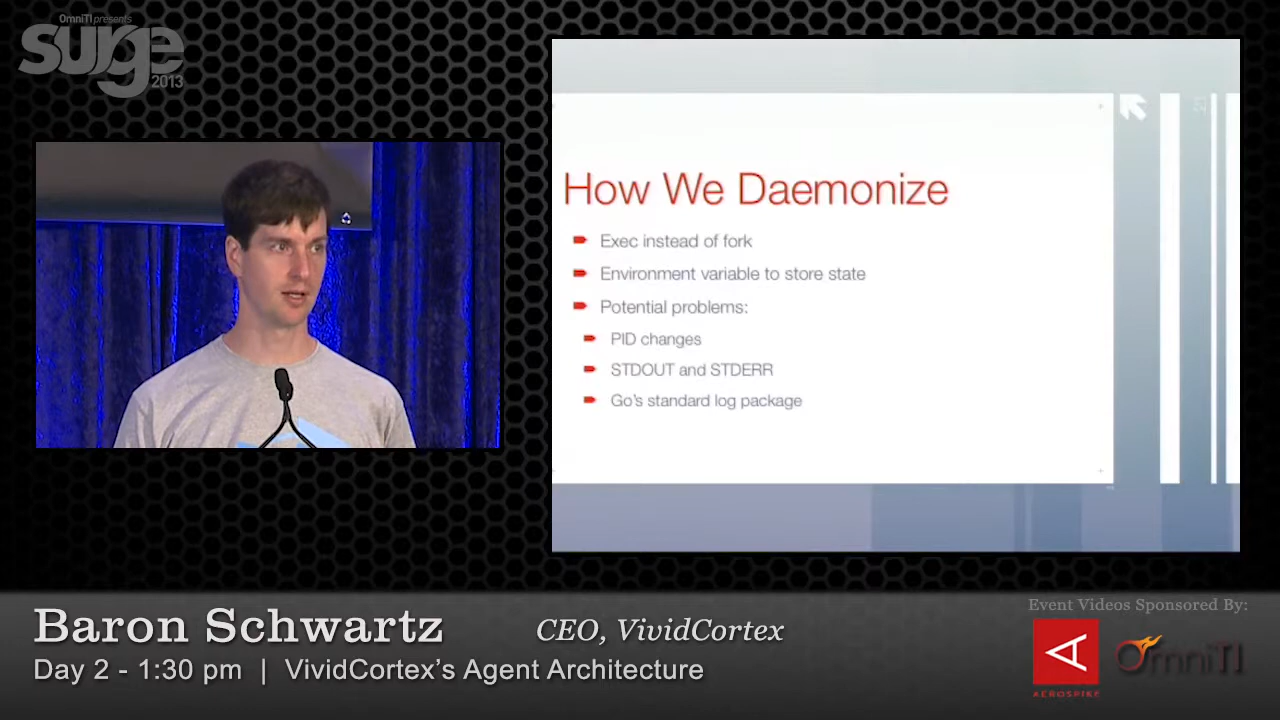 OmniTI presents
surge
2013
How We Daemonize
Exec instead of fork
Environment variable to store state
Potential problems:
PID changes
STDOUT and STDERR
Go's standard log package
Baron Schwartz
CEO, VividCortex
Day 2 - 1:30 pm | VividCortex's Agent Architecture
Event Videos Sponsored By:
AEROSPIKE
OmniTI